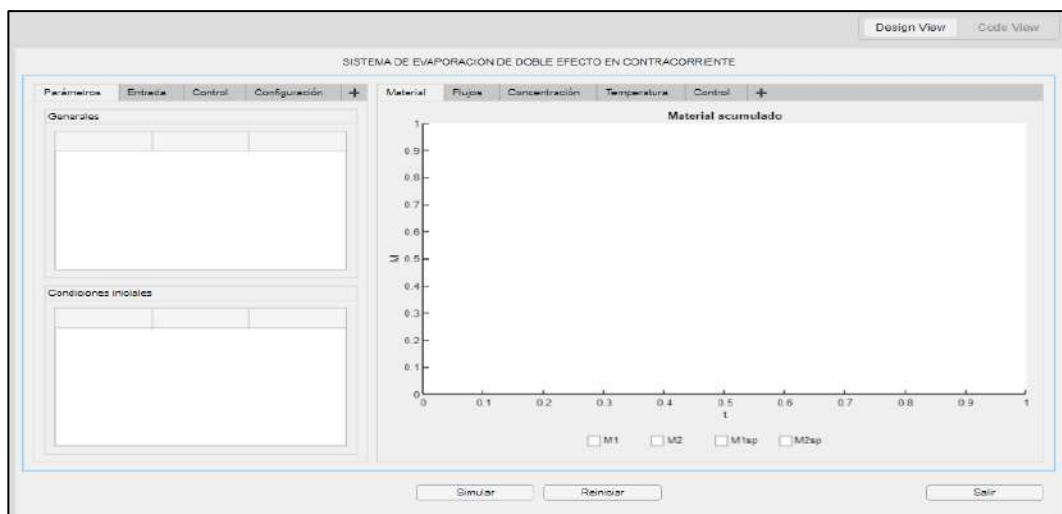 Design View Code View
SISTEMA DE EVAPORACION DE DOBLE EFECTO EN CONTRACORRIENTE
Parámetros Entrada Control Configuración +
Material Flujos Concentración Temperatura Control +
Generales
Material acumulado
1
0.9
0.8
0.7
0.6
M 0.5
0.4
0.3
0.2
0.1
0
0 0.1 0.2 0.3 0.4 0.5 0.6 0.7 0.8 0.9 1
t
Condiciones iniciales
M1 M2 M1sp M2sp
Simular Reiniciar Salir